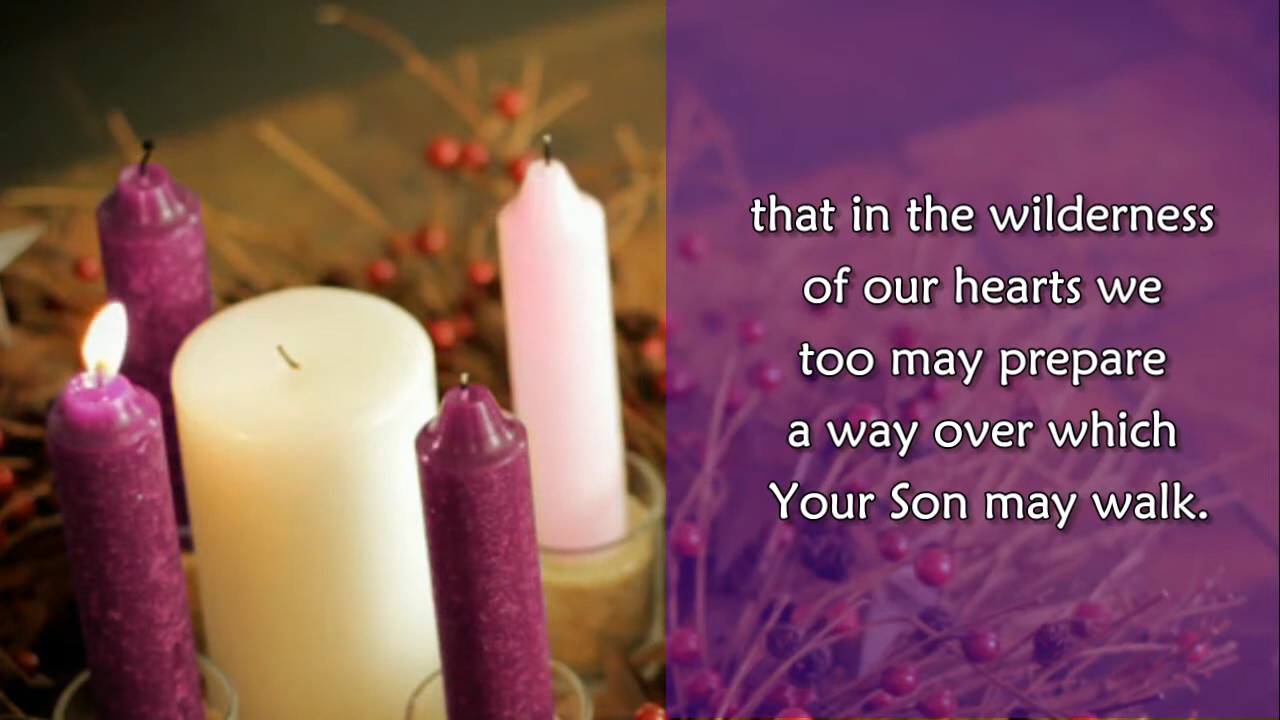 that in the wilderness
of our hearts we
too may prepare
a way over which
Your Son may walk.